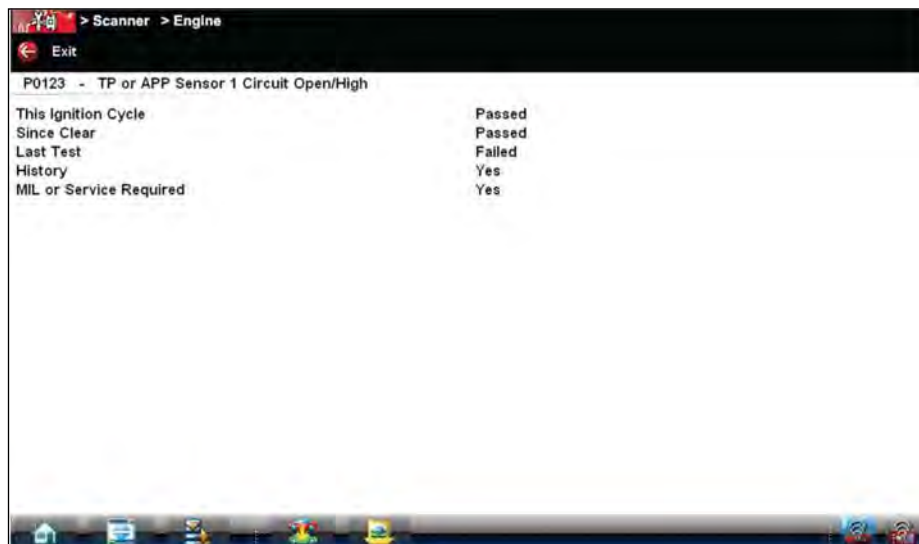 > Scanner > Engine
Exit
P0123 - TP or APP Sensor 1 Circuit Open/High
This Ignition Cycle Passed
Since Clear Passed
Last Test Failed
History Yes
MIL or Service Required Yes